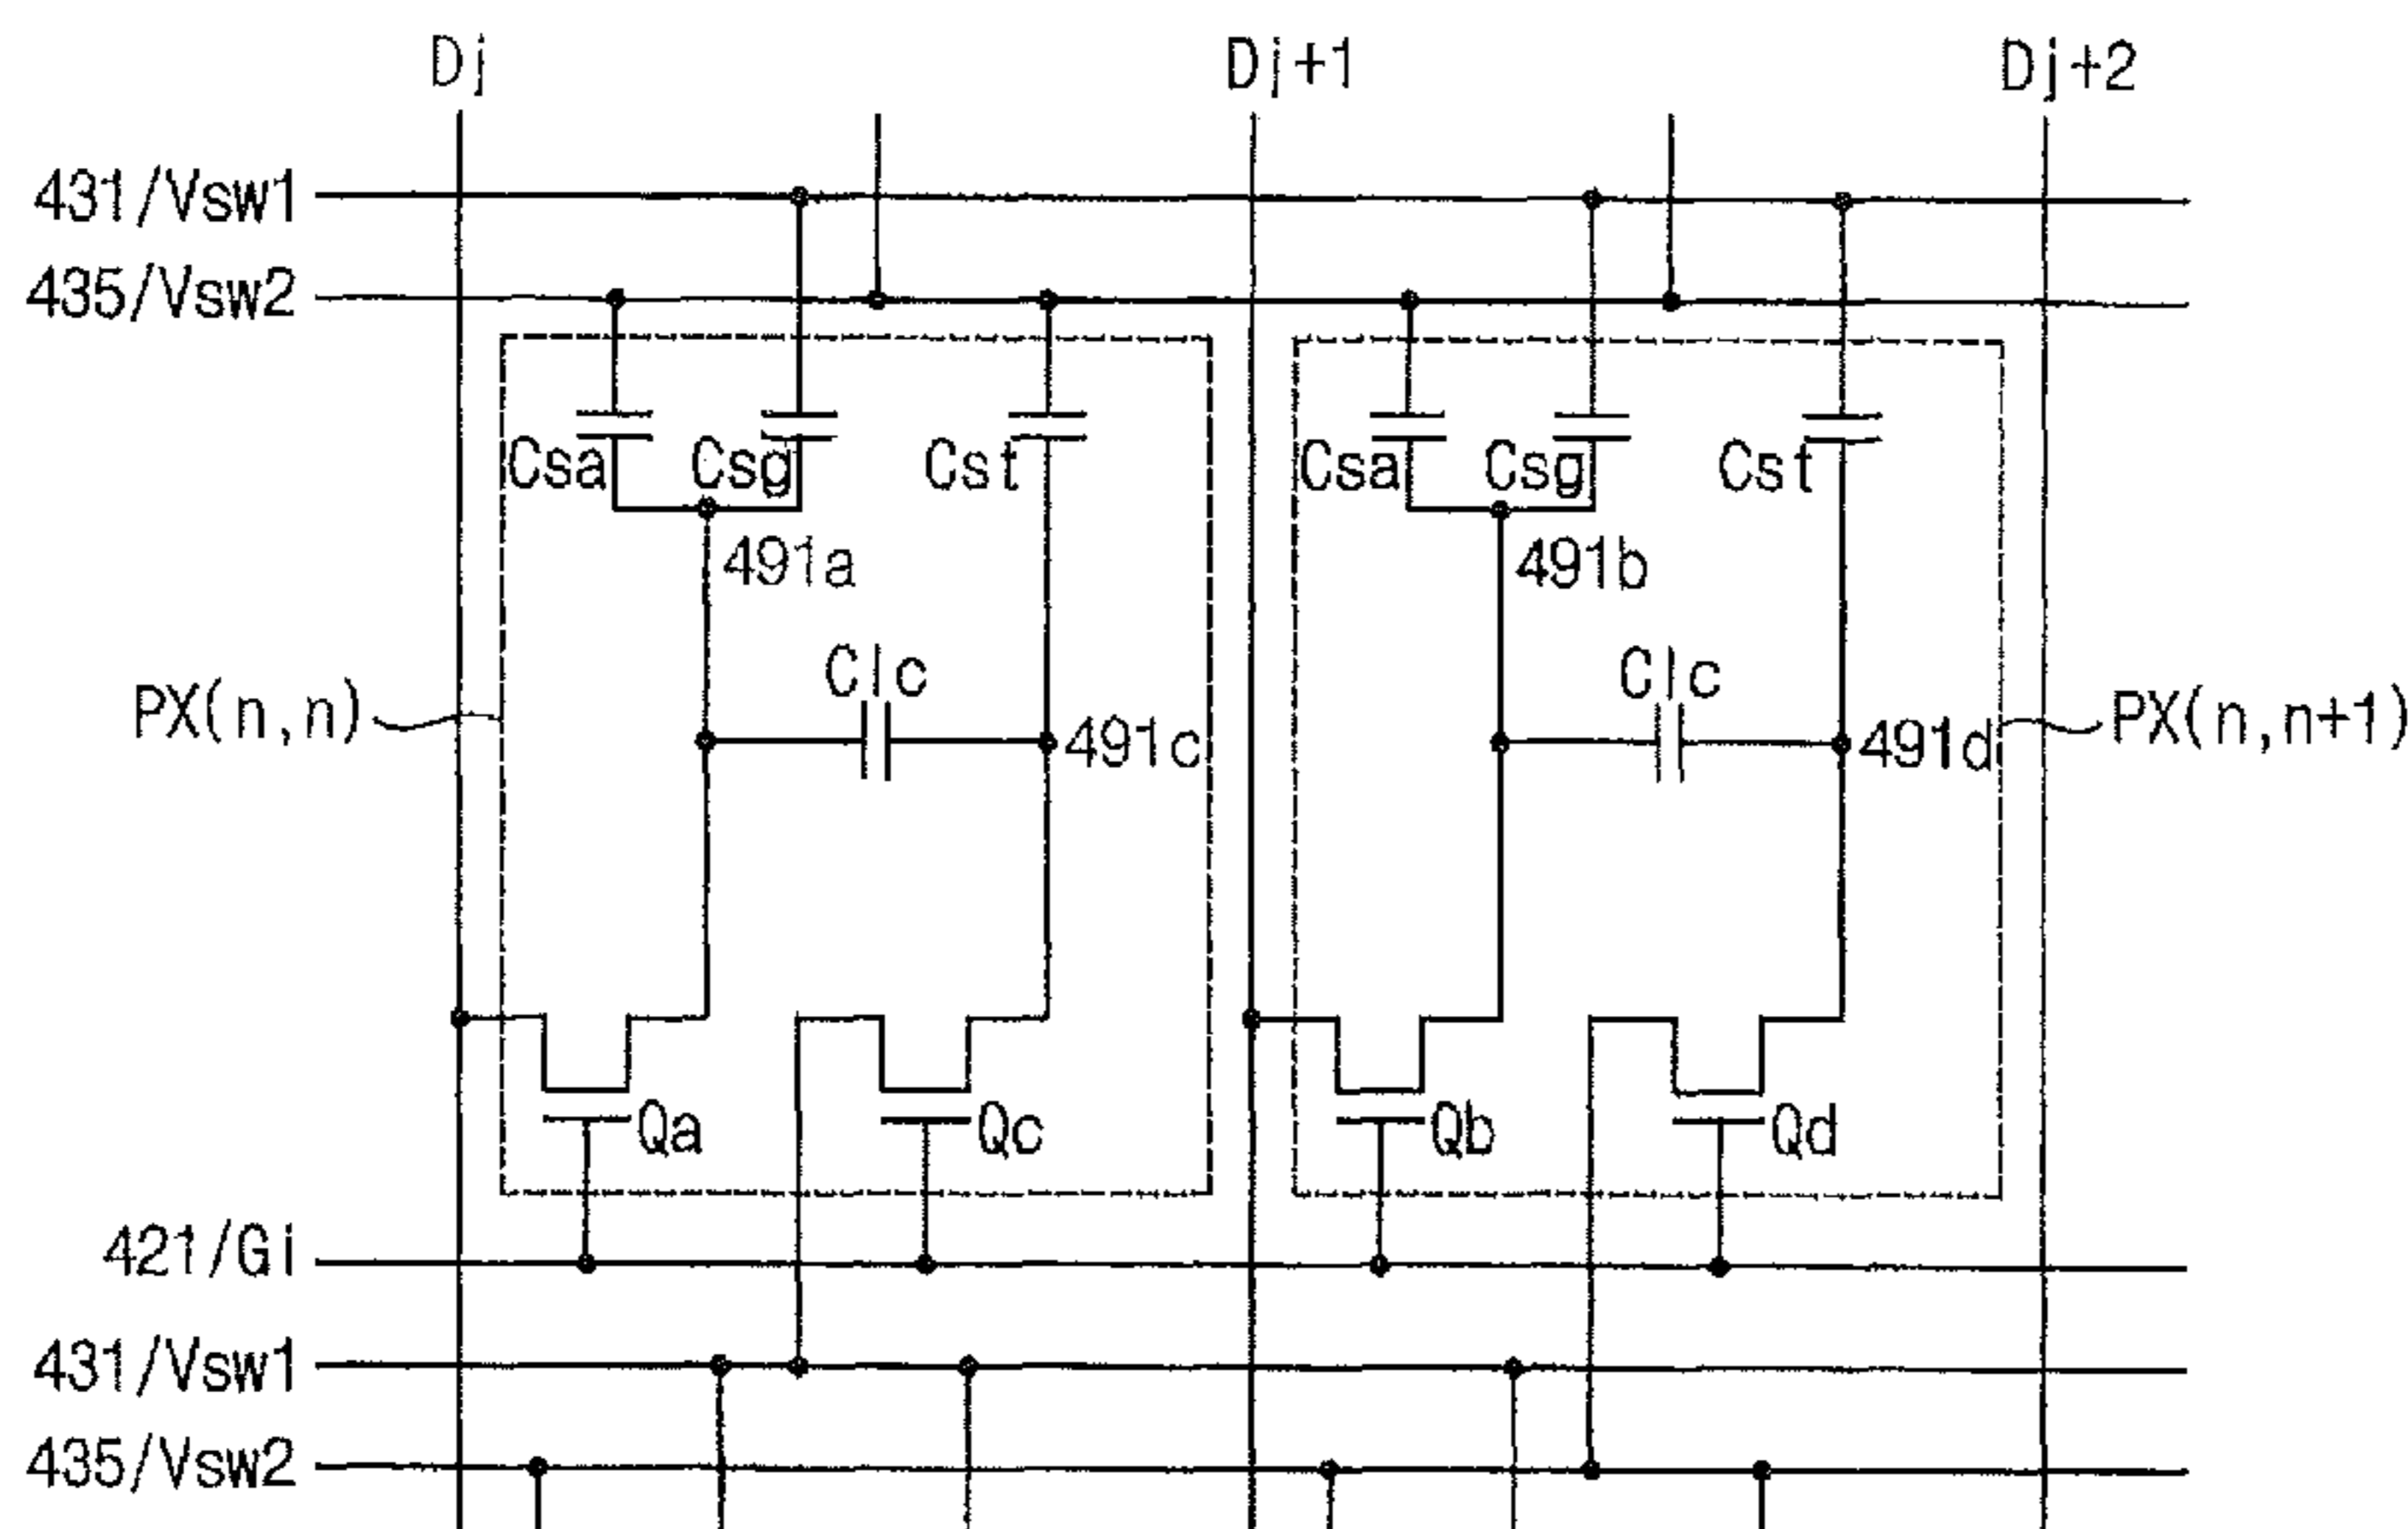 Dj Dj+1 Dj+2
431/Vsw1
435/Vsw2
Csa Csg Cst Csa Csg Cst
491a 491b
Clc Clc
PX(n,n) 491c 491d PX(n,n+1)
Qa Qc Qb Qd
421/Gi
431/Vsw1
435/Vsw2